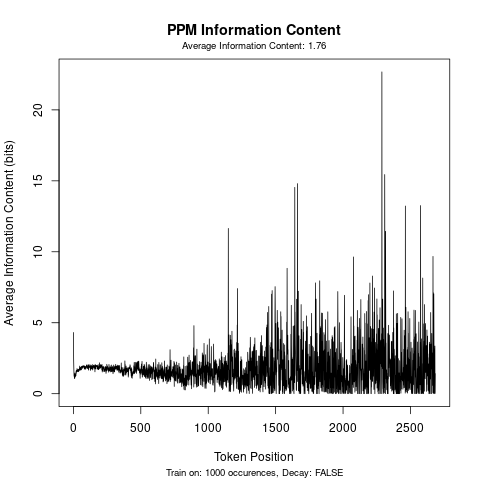 PPM Information Content
Average Information Content: 1.76
Average Information Content (bits)
20
15
10
5
0
0 500 1000 1500 2000 2500
Token Position
Train on: 1000 occurences, Decay: FALSE